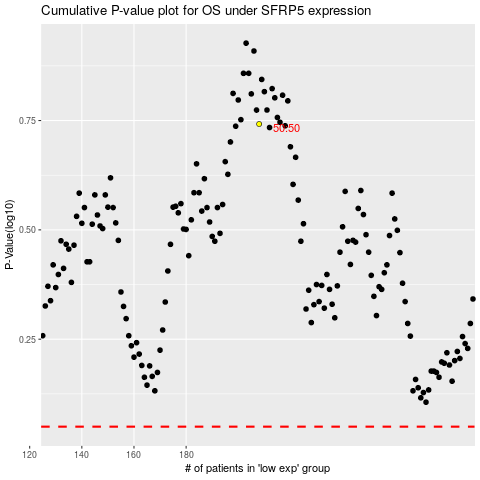 Cumulative P-value plot for OS under SFRP5 expression
P-Value(log10)
0.75
0.50
0.25
50:50
120 140 160 180
# of patients in 'low exp' group